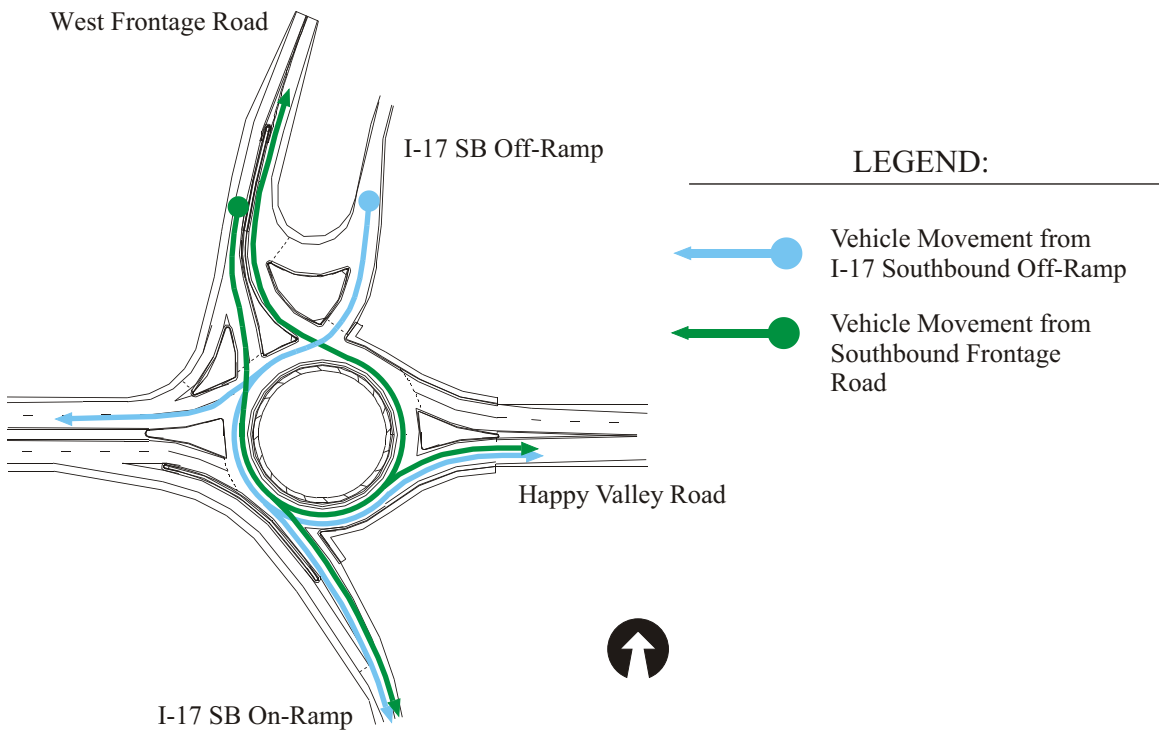 West Frontage Road
I-17 SB Off-Ramp
LEGEND:
Vehicle Movement from
I-17 Southbound Off-Ramp
Vehicle Movement from
Southbound Frontage
Road
Happy Valley Road
I-17 SB On-Ramp